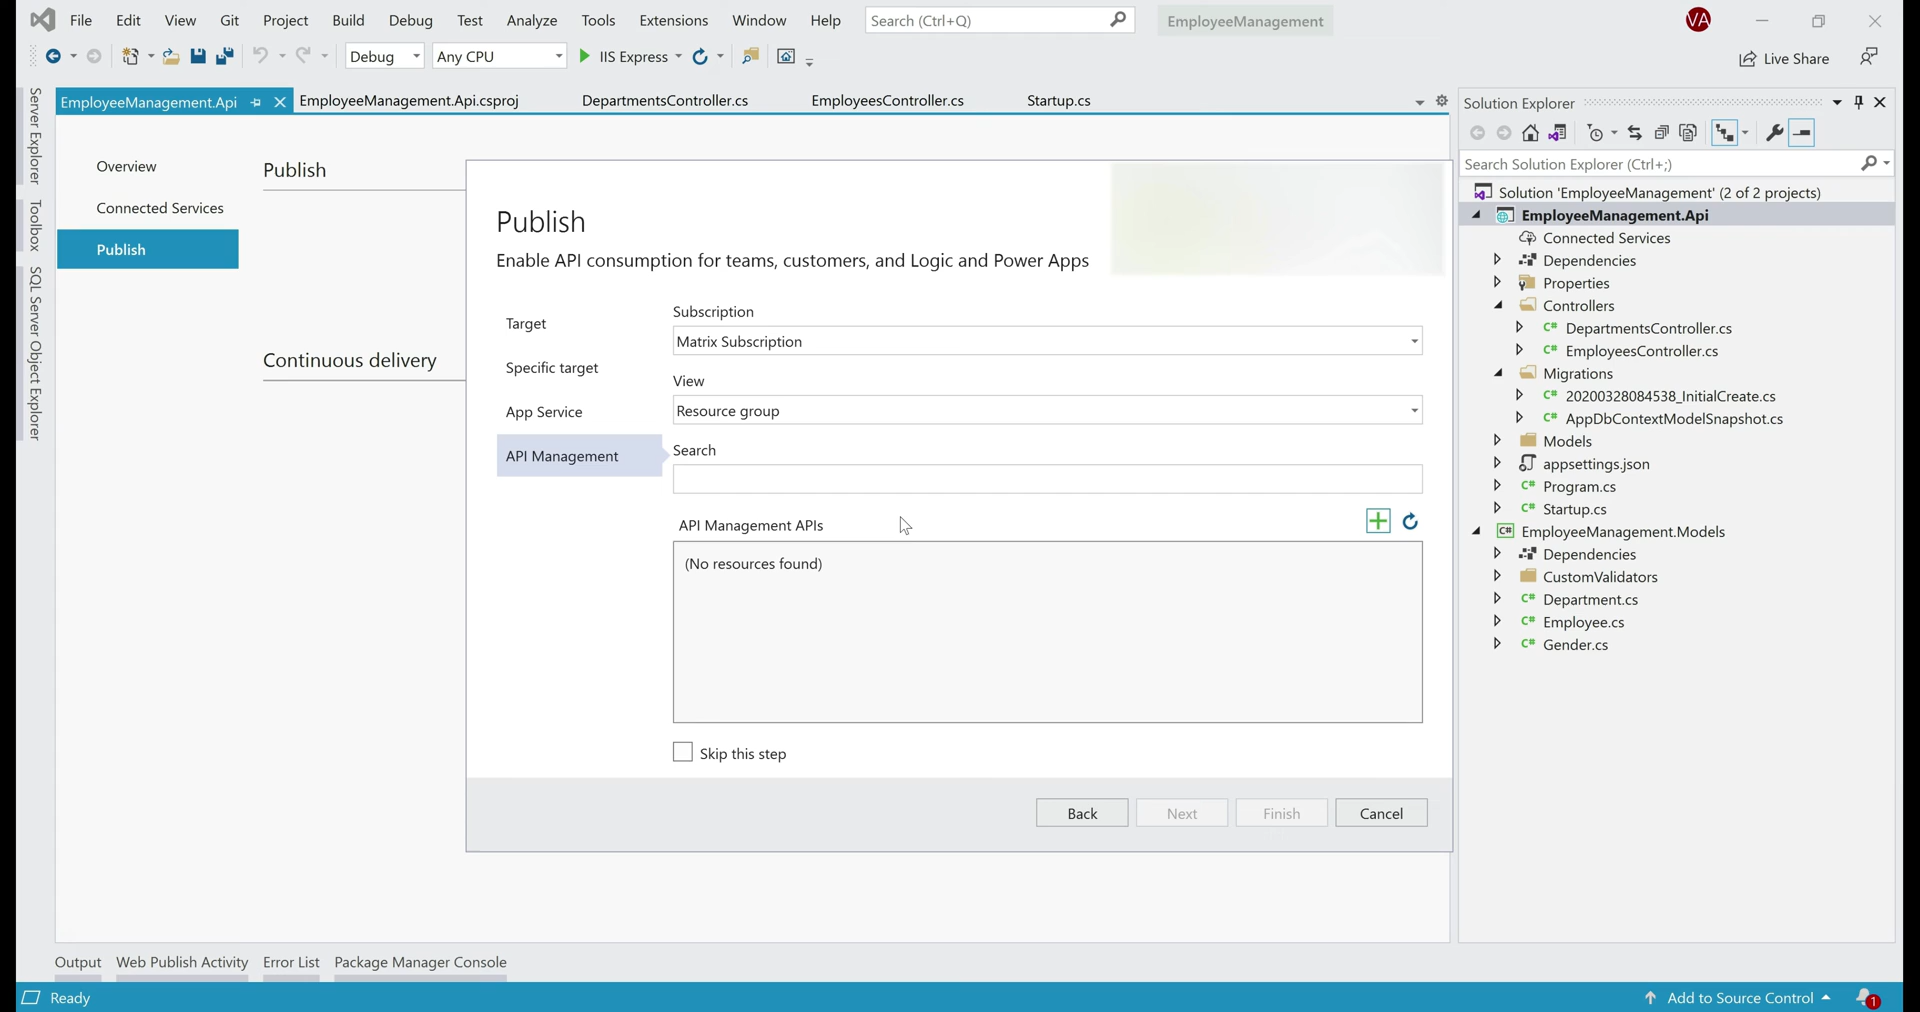 File Edit View Git Project Build Debug Test Analyze Tools Extensions Window Help Search (Ctrl+Q) EmployeeManagement VA
Debug Any CPU IIS Express Live Share
Server Explorer
Toolbox
SQL Server Object Explorer
EmployeeManagement.Api EmployeeManagement.Api.csproj DepartmentsController.cs EmployeesController.cs Startup.cs
Overview
Connected Services
Publish
Publish
Continuous delivery
Publish
Enable API consumption for teams, customers, and Logic and Power Apps
Target
Specific target
App Service
API Management
Subscription
Matrix Subscription
View
Resource group
Search
API Management APIs
(No resources found)
Skip this step
Back Next Finish Cancel
Solution Explorer
Search Solution Explorer (Ctrl+;)
Solution 'EmployeeManagement' (2 of 2 projects)
EmployeeManagement.Api
Connected Services
Dependencies
Properties
Controllers
C# DepartmentsController.cs
C# EmployeesController.cs
Migrations
C# 20200328084538_InitialCreate.cs
C# AppDbContextModelSnapshot.cs
Models
appsettings.json
C# Program.cs
C# Startup.cs
C# EmployeeManagement.Models
Dependencies
CustomValidators
C# Department.cs
C# Employee.cs
C# Gender.cs
Output Web Publish Activity Error List Package Manager Console
Ready Add to Source Control 1